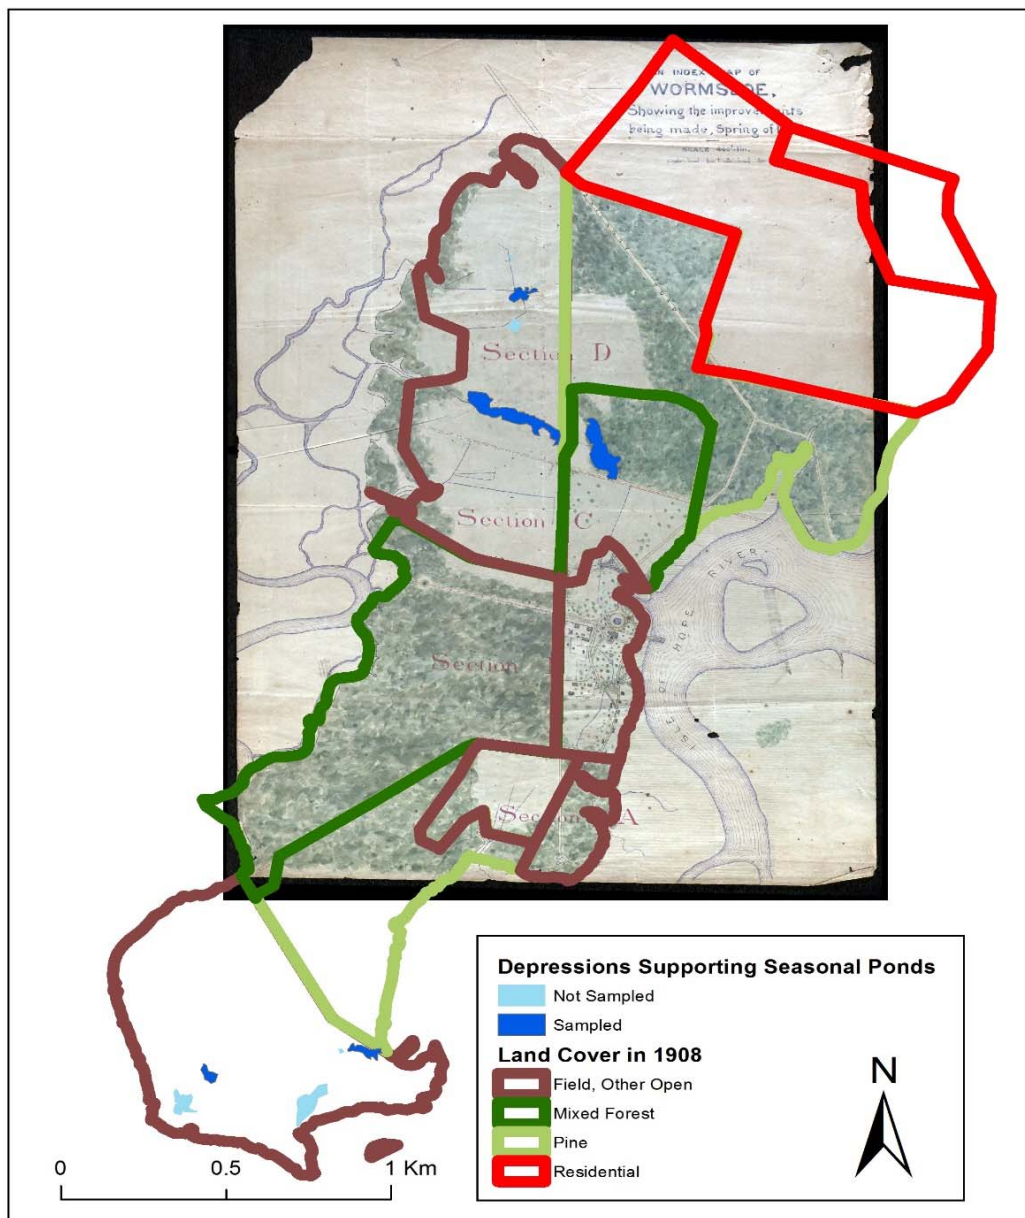 AN INDEX MAP OF
WORMSLOE,
Showing the improvements
being made, Spring of
SCALE
Section D
Section C
Section
Section A
ISLE OF HOPE RIVER
Depressions Supporting Seasonal Ponds
Not Sampled
Sampled
Land Cover in 1908
Field, Other Open
Mixed Forest
Pine
Residential
N
0 0.5 1 Km